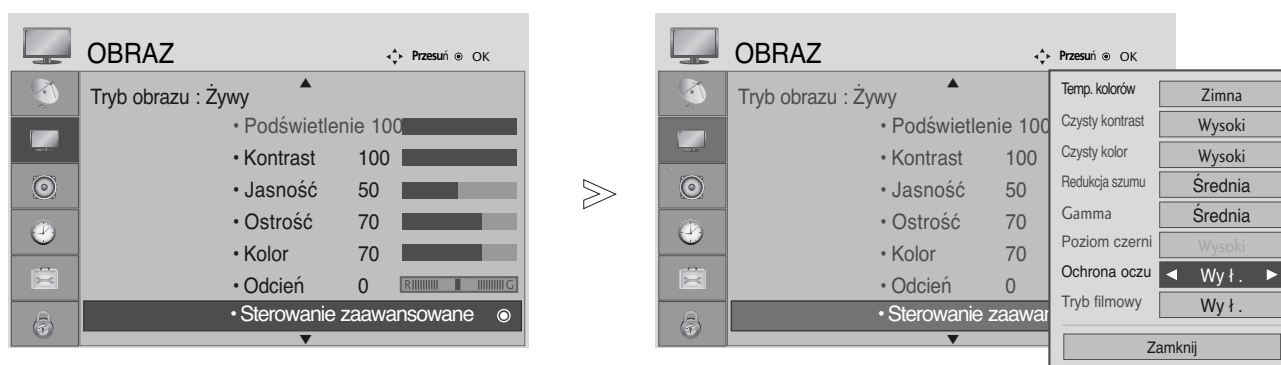 OBRAZ
Przesuń OK
Tryb obrazu : Żywy
• Podświetlenie 100
• Kontrast 100
• Jasność 50
• Ostrość 70
• Kolor 70
• Odcień 0 R G
• Sterowanie zaawansowane
OBRAZ
Przesuń OK
Tryb obrazu : Żywy
• Podświetlenie 100
• Kontrast 100
• Jasność 50
• Ostrość 70
• Kolor 70
• Odcień 0
• Sterowanie zaawan
Temp. kolorów Zimna
Czysty kontrast Wysoki
Czysty kolor Wysoki
Redukcja szumu Średnia
Gamma Średnia
Poziom czerni Wysoki
Ochrona oczu ◄ Wy ł . ►
Tryb filmowy Wy ł .
Zamknij